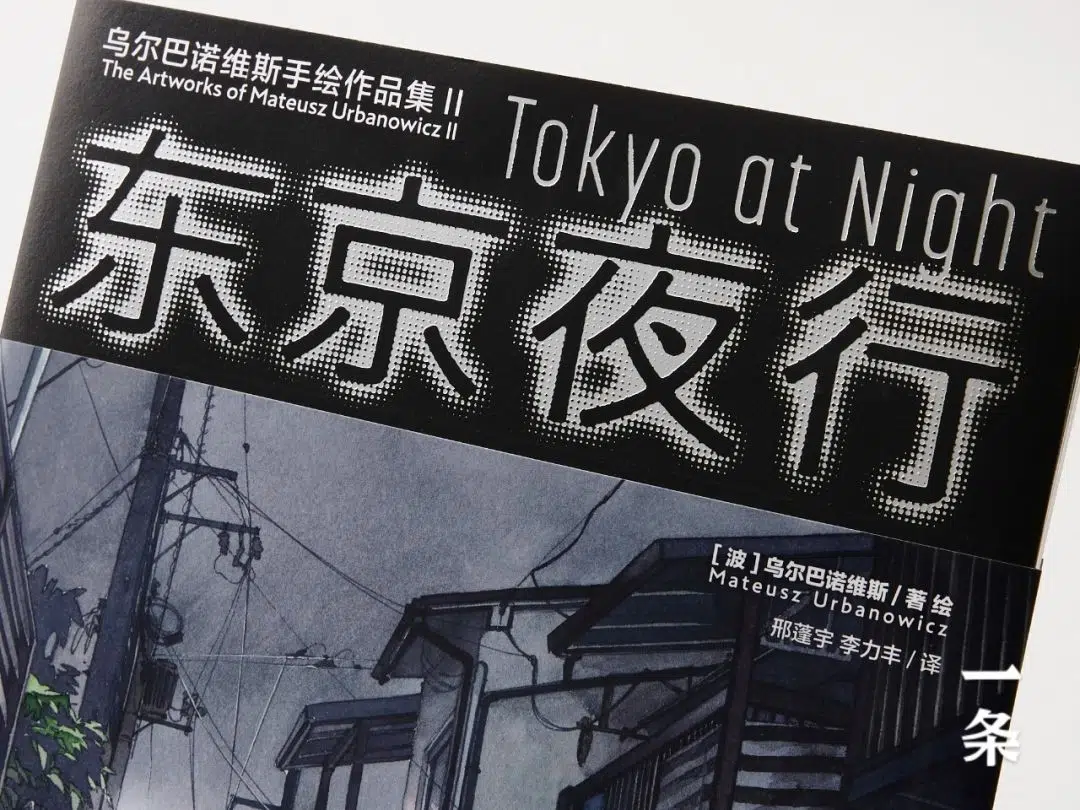 乌尔巴诺维斯手绘作品集 II
The Artworks of Mateusz Urbanowicz II
Tokyo at Night
东京夜行
[ 波 ] 乌尔巴诺维斯 / 著 绘
Mateusz Urbanowicz
邢蓬宇 李力丰 / 译
一条